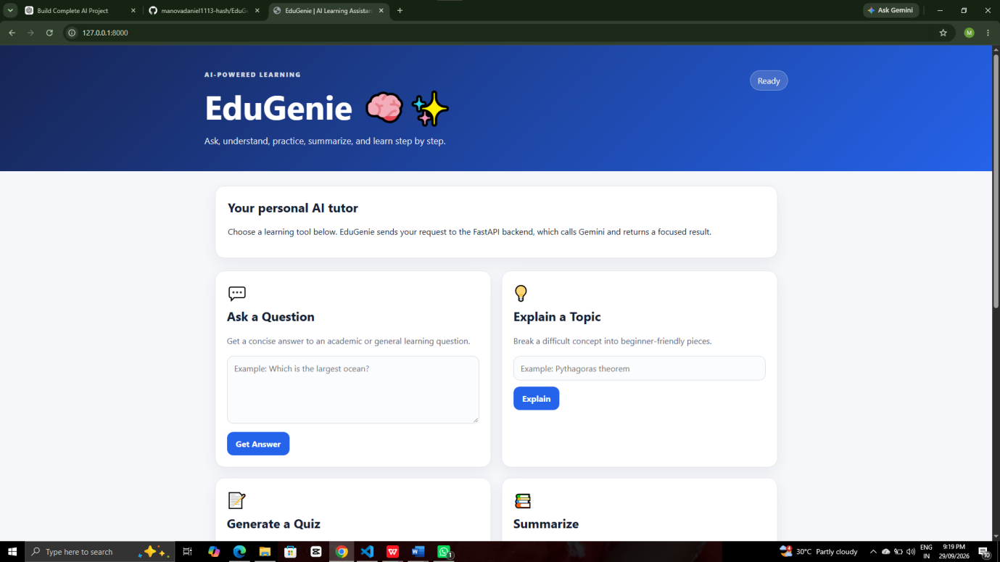 Build Complete AI Project
manovadaniel1113-hash/EduG
EduGenie | AI Learning Assistan
Ask Gemini
127.0.0.1:8000
M
AI-POWERED LEARNING
Ready
EduGenie
Ask, understand, practice, summarize, and learn step by step.
Your personal AI tutor
Choose a learning tool below. EduGenie sends your request to the FastAPI backend, which calls Gemini and returns a focused result.
Ask a Question
Get a concise answer to an academic or general learning question.
Example: Which is the largest ocean?
Get Answer
Explain a Topic
Break a difficult concept into beginner-friendly pieces.
Example: Pythagoras theorem
Explain
Generate a Quiz
Summarize
Type here to search
1
30°C Partly cloudy
ENG
IN
9:19 PM
29/09/2026
10